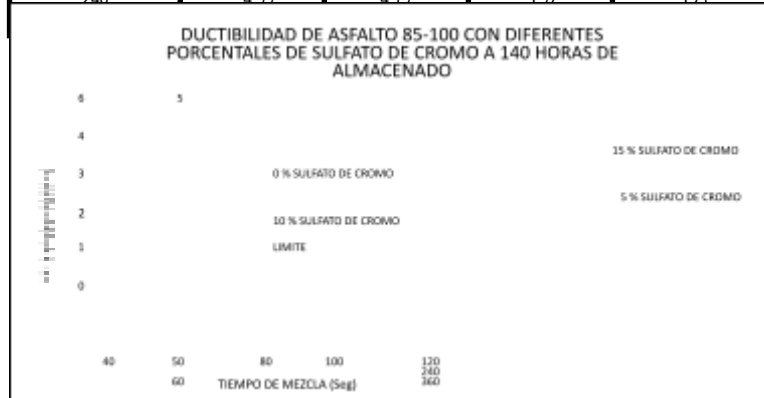 DUCTIBILIDAD DE ASFALTO 85-100 CON DIFERENTES
PORCENTALES DE SULFATO DE CROMO A 140 HORAS DE
ALMACENADO
6 5
4
15 % SULFATO DE CROMO
3 0 % SULFATO DE CROMO
5 % SULFATO DE CROMO
2 10 % SULFATO DE CROMO
1 LIMITE
0
40 50 80 100 120
240
60 TIEMPO DE MEZCLA (Seg) 360